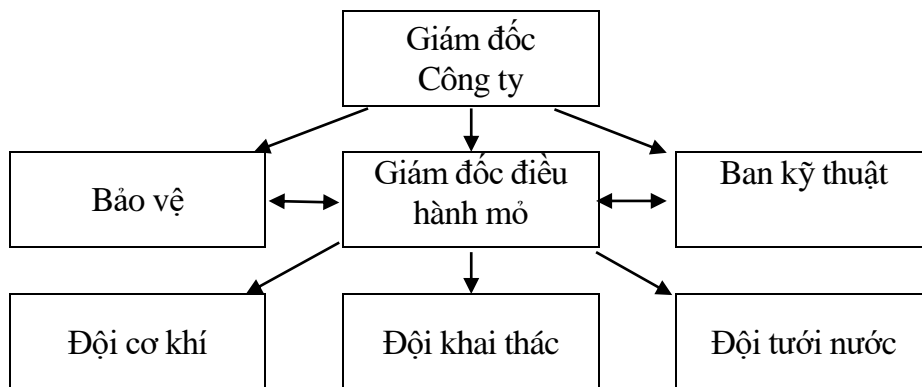 Giám đốc
Công ty
Bảo vệ
Giám đốc điều
hành mỏ
Ban kỹ thuật
Đội cơ khí
Đội khai thác
Đội tưới nước